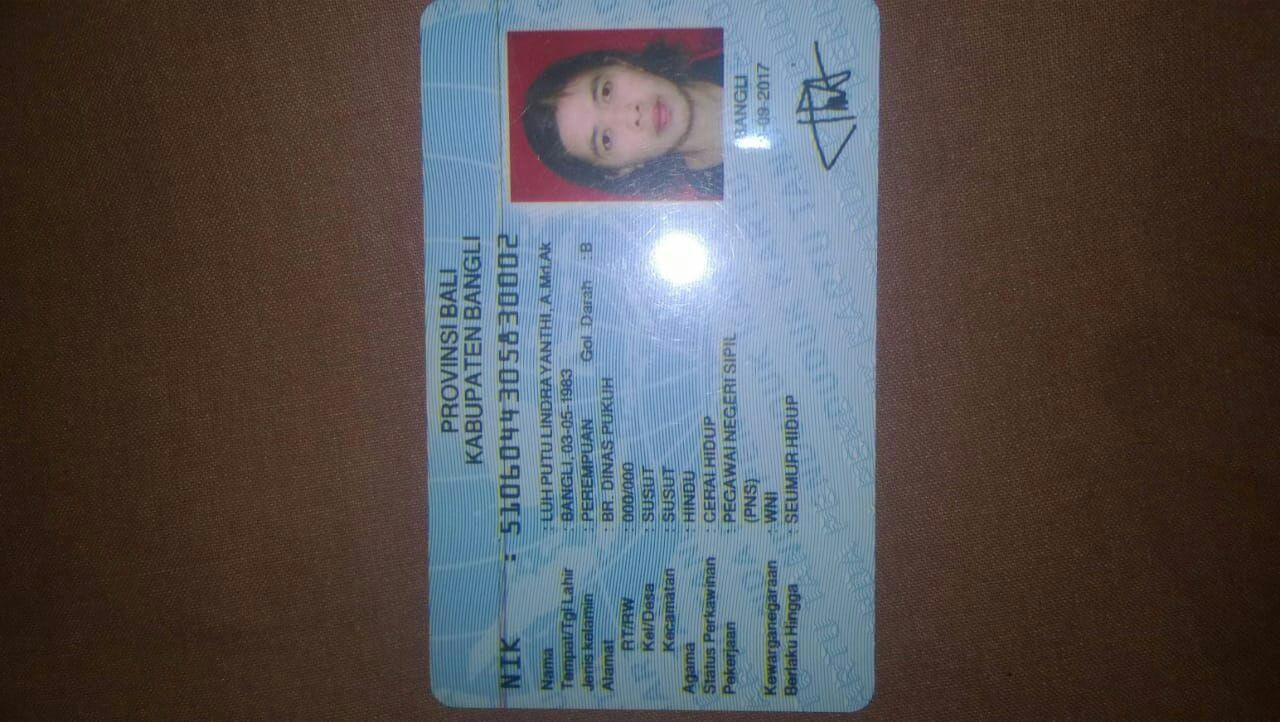 PROVINSI BALI
KABUPATEN BANGLI
NIK : 5106044305830002
Nama : LUH PUTU LINDRAYANTHI, A.Md.Ak
Tempat/Tgl Lahir : BANGLI, 03-05-1983
Jenis kelamin : PEREMPUAN Gol. Darah : B
Alamat : BR. DINAS PUKUH
RT/RW : 000/000
Kel/Desa : SUSUT
Kecamatan : SUSUT
Agama : HINDU
Status Perkawinan : CERAI HIDUP
Pekerjaan : PEGAWAI NEGERI SIPIL
(PNS)
Kewarganegaraan : WNI
Berlaku Hingga : SEUMUR HIDUP
BANGLI
-09-2017